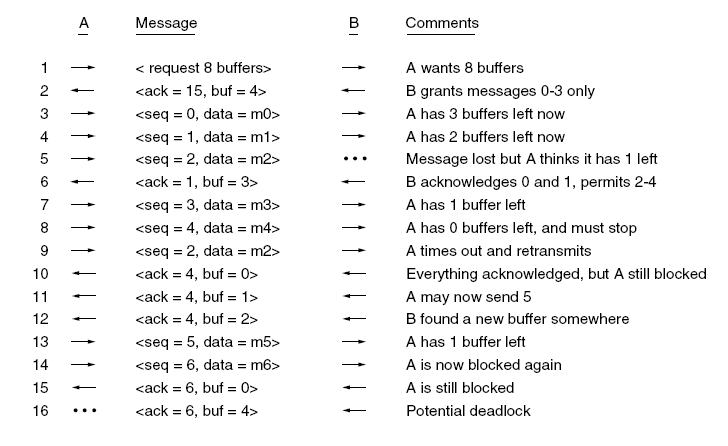 A Message B Comments
1 < request 8 buffers> A wants 8 buffers
2 <ack = 15, buf = 4> B grants messages 0-3 only
3 <seq = 0, data = m0> A has 3 buffers left now
4 <seq = 1, data = m1> A has 2 buffers left now
5 <seq = 2, data = m2> ••• Message lost but A thinks it has 1 left
6 <ack = 1, buf = 3> B acknowledges 0 and 1, permits 2-4
7 <seq = 3, data = m3> A has 1 buffer left
8 <seq = 4, data = m4> A has 0 buffers left, and must stop
9 <seq = 2, data = m2> A times out and retransmits
10 <ack = 4, buf = 0> Everything acknowledged, but A still blocked
11 <ack = 4, buf = 1> A may now send 5
12 <ack = 4, buf = 2> B found a new buffer somewhere
13 <seq = 5, data = m5> A has 1 buffer left
14 <seq = 6, data = m6> A is now blocked again
15 <ack = 6, buf = 0> A is still blocked
16 ••• <ack = 6, buf = 4> Potential deadlock